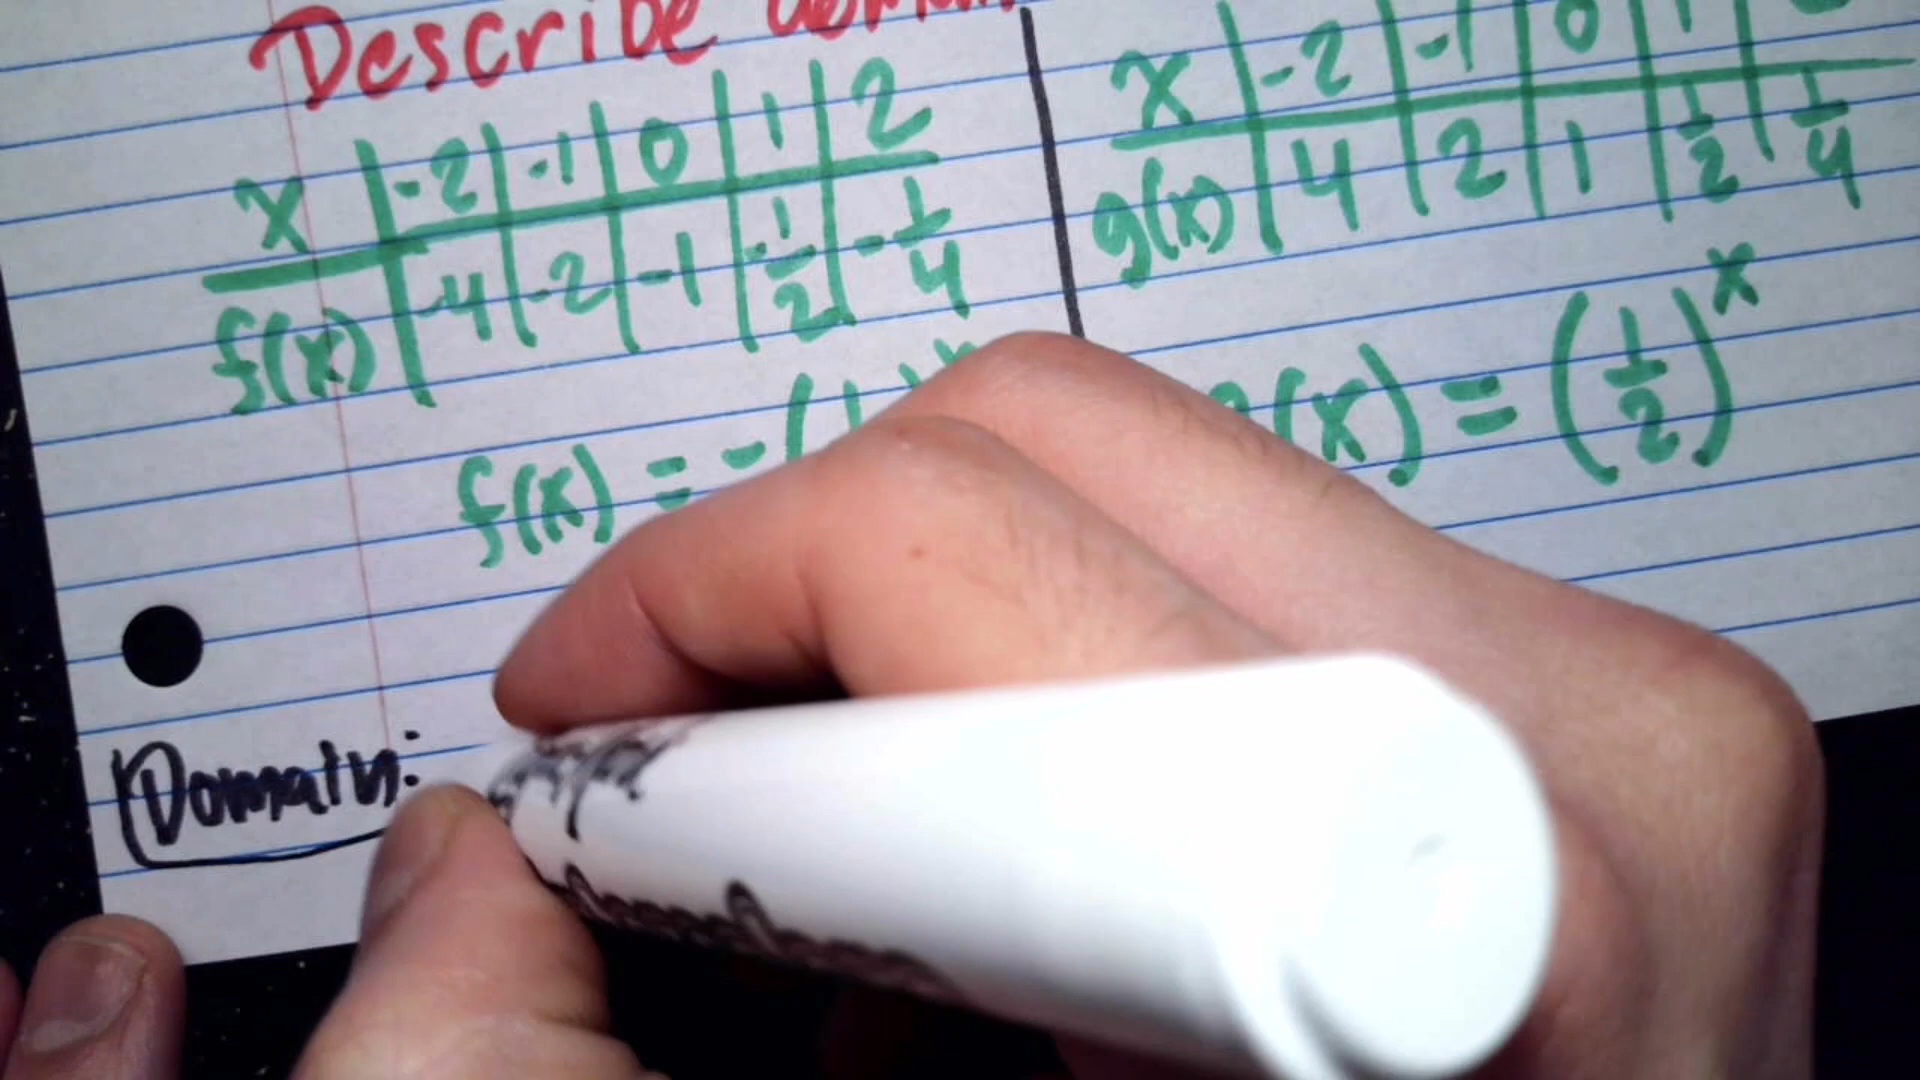 Describe
x -2 -1 0 1 2
f(x) -4 -2 -1 -1/2 -1/4
x -2 -1 0 1
g(x) 4 2 1 1/2 1/4
f(x) = -(
(x) = (1/2)^x
Domain: